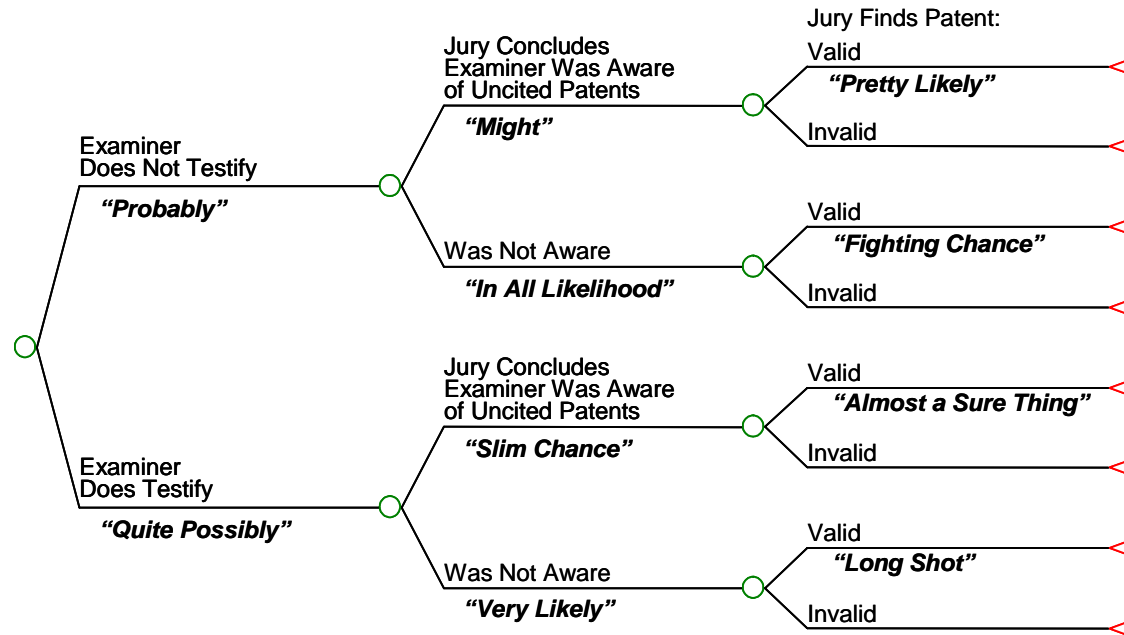 Jury Finds Patent:
Jury Concludes
Examiner Was Aware
of Uncited Patents
“Might”
Valid
“Pretty Likely”
Invalid
Examiner
Does Not Testify
“Probably”
Was Not Aware
“In All Likelihood”
Valid
“Fighting Chance”
Invalid
Jury Concludes
Examiner Was Aware
of Uncited Patents
“Slim Chance”
Valid
“Almost a Sure Thing”
Invalid
Examiner
Does Testify
“Quite Possibly”
Was Not Aware
“Very Likely”
Valid
“Long Shot”
Invalid